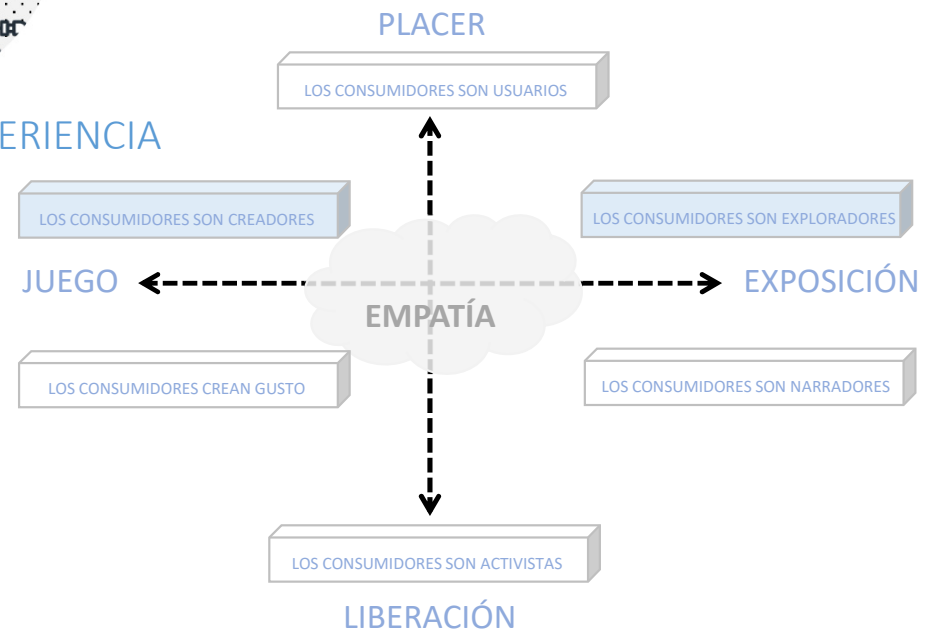 PLACER
LOS CONSUMIDORES SON USUARIOS
ERIENCIA
LOS CONSUMIDORES SON CREADORES
LOS CONSUMIDORES SON EXPLORADORES
JUEGO
EXPOSICIÓN
EMPATÍA
LOS CONSUMIDORES CREAN GUSTO
LOS CONSUMIDORES SON NARRADORES
LOS CONSUMIDORES SON ACTIVISTAS
LIBERACIÓN